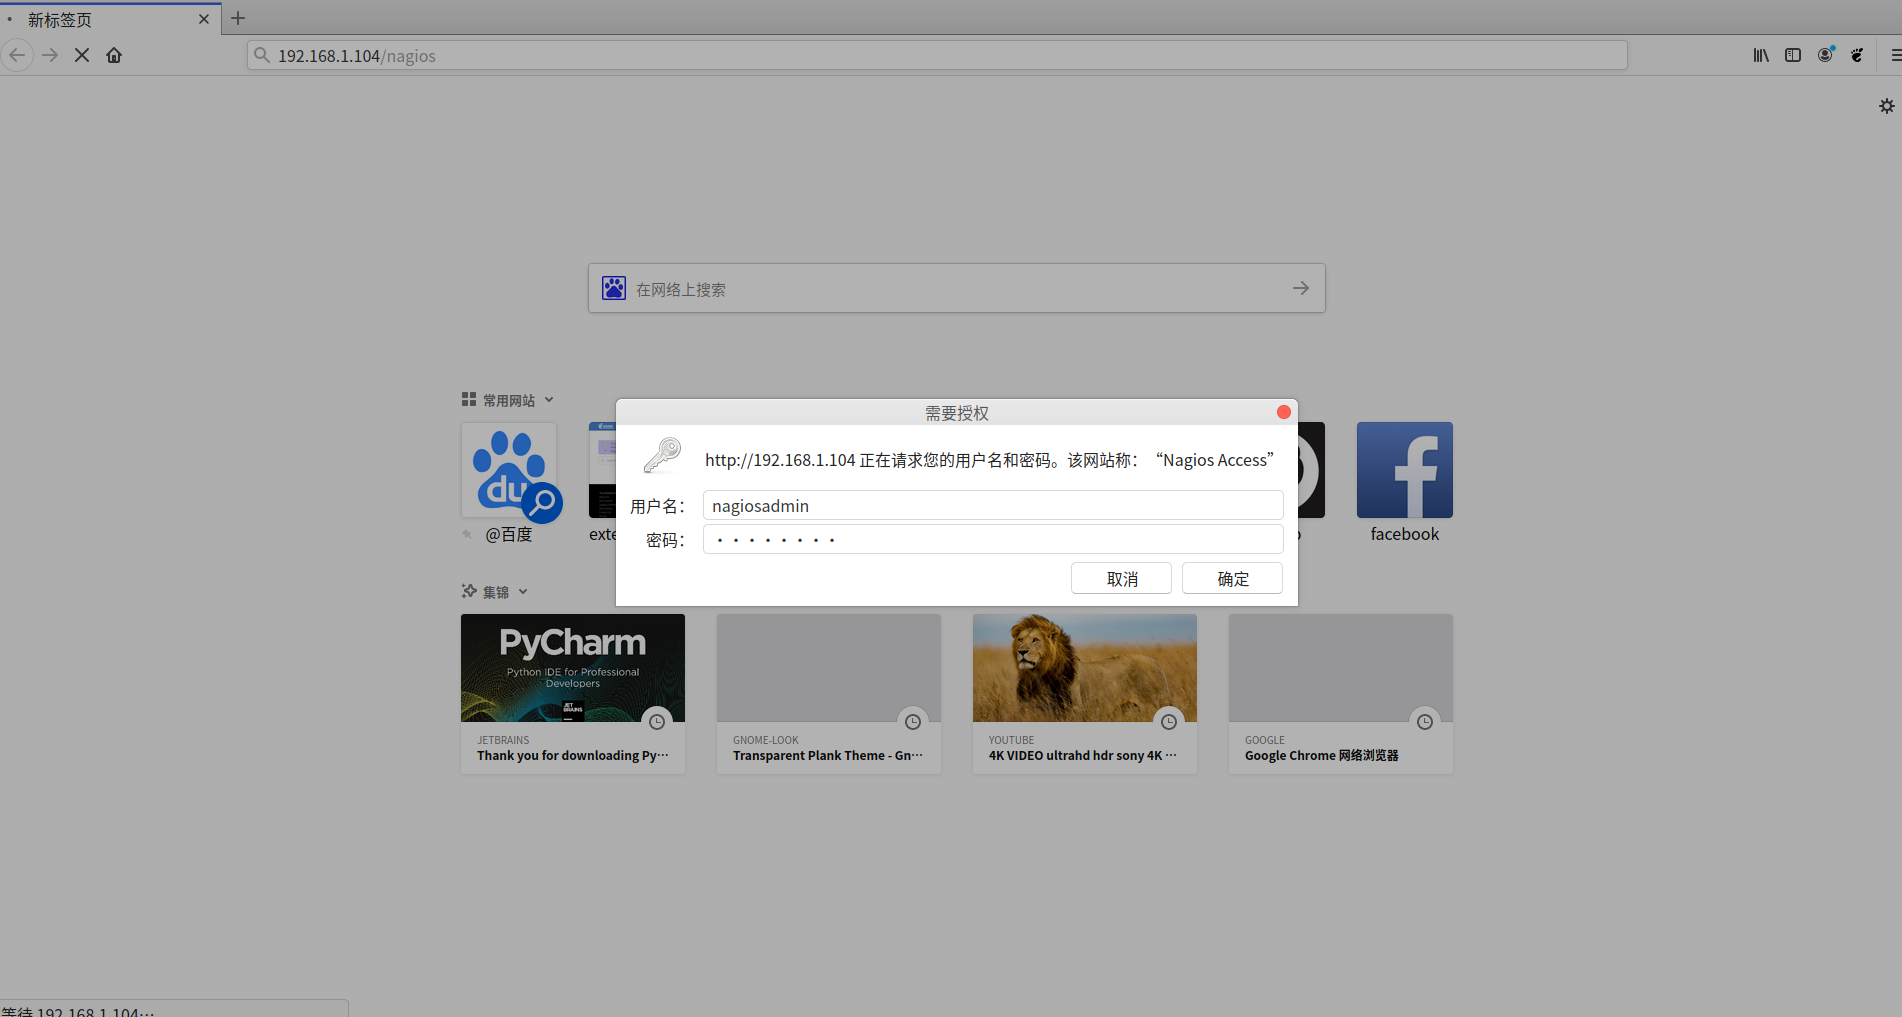 新标签页
192.168.1.104/nagios
在网络上搜索
常用网站
需要授权
http://192.168.1.104 正在请求您的用户名和密码。该网站称：“Nagios Access”
用户名：
nagiosadmin
密码：
取消
确定
du
@百度
exte
facebook
集锦
PyCharm
Python IDE for Professional
Developers
JET
BRAINS
JETBRAINS
Thank you for downloading Py…
GNOME-LOOK
Transparent Plank Theme - Gn…
YOUTUBE
4K VIDEO ultrahd hdr sony 4K …
GOOGLE
Google Chrome 网络浏览器
等待 192.168.1.104…